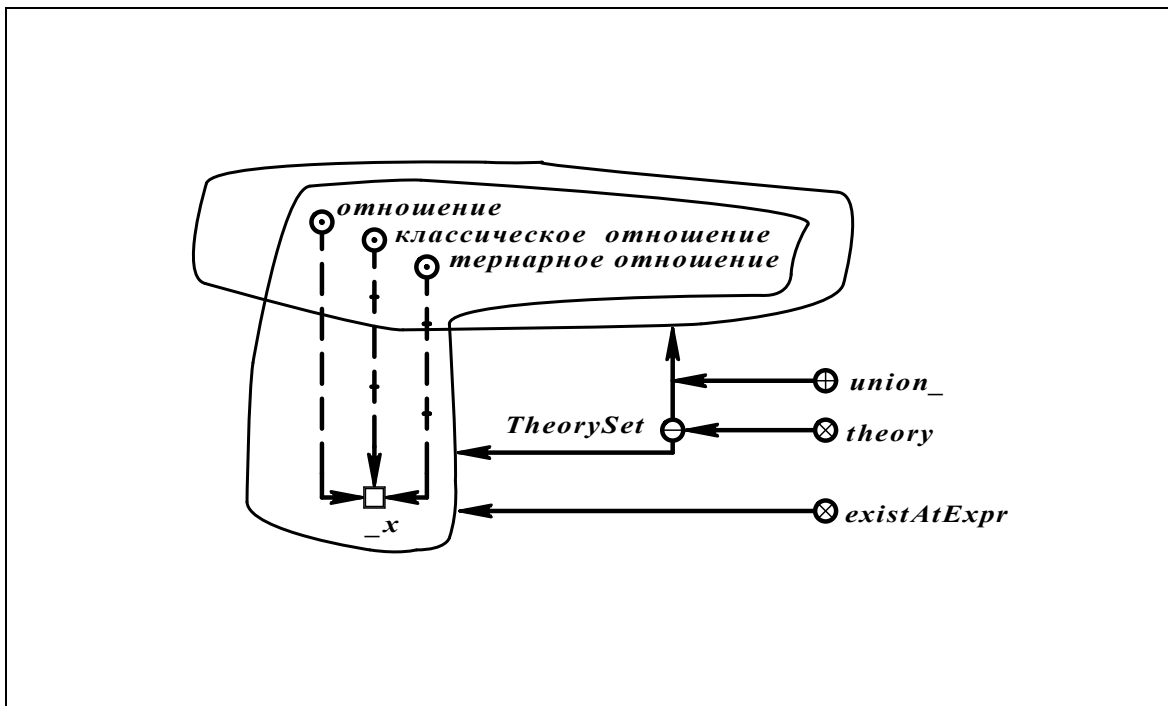 отношение
классическое отношение
тернарное отношение
union_
TheorySet
theory
existAtExpr
_x